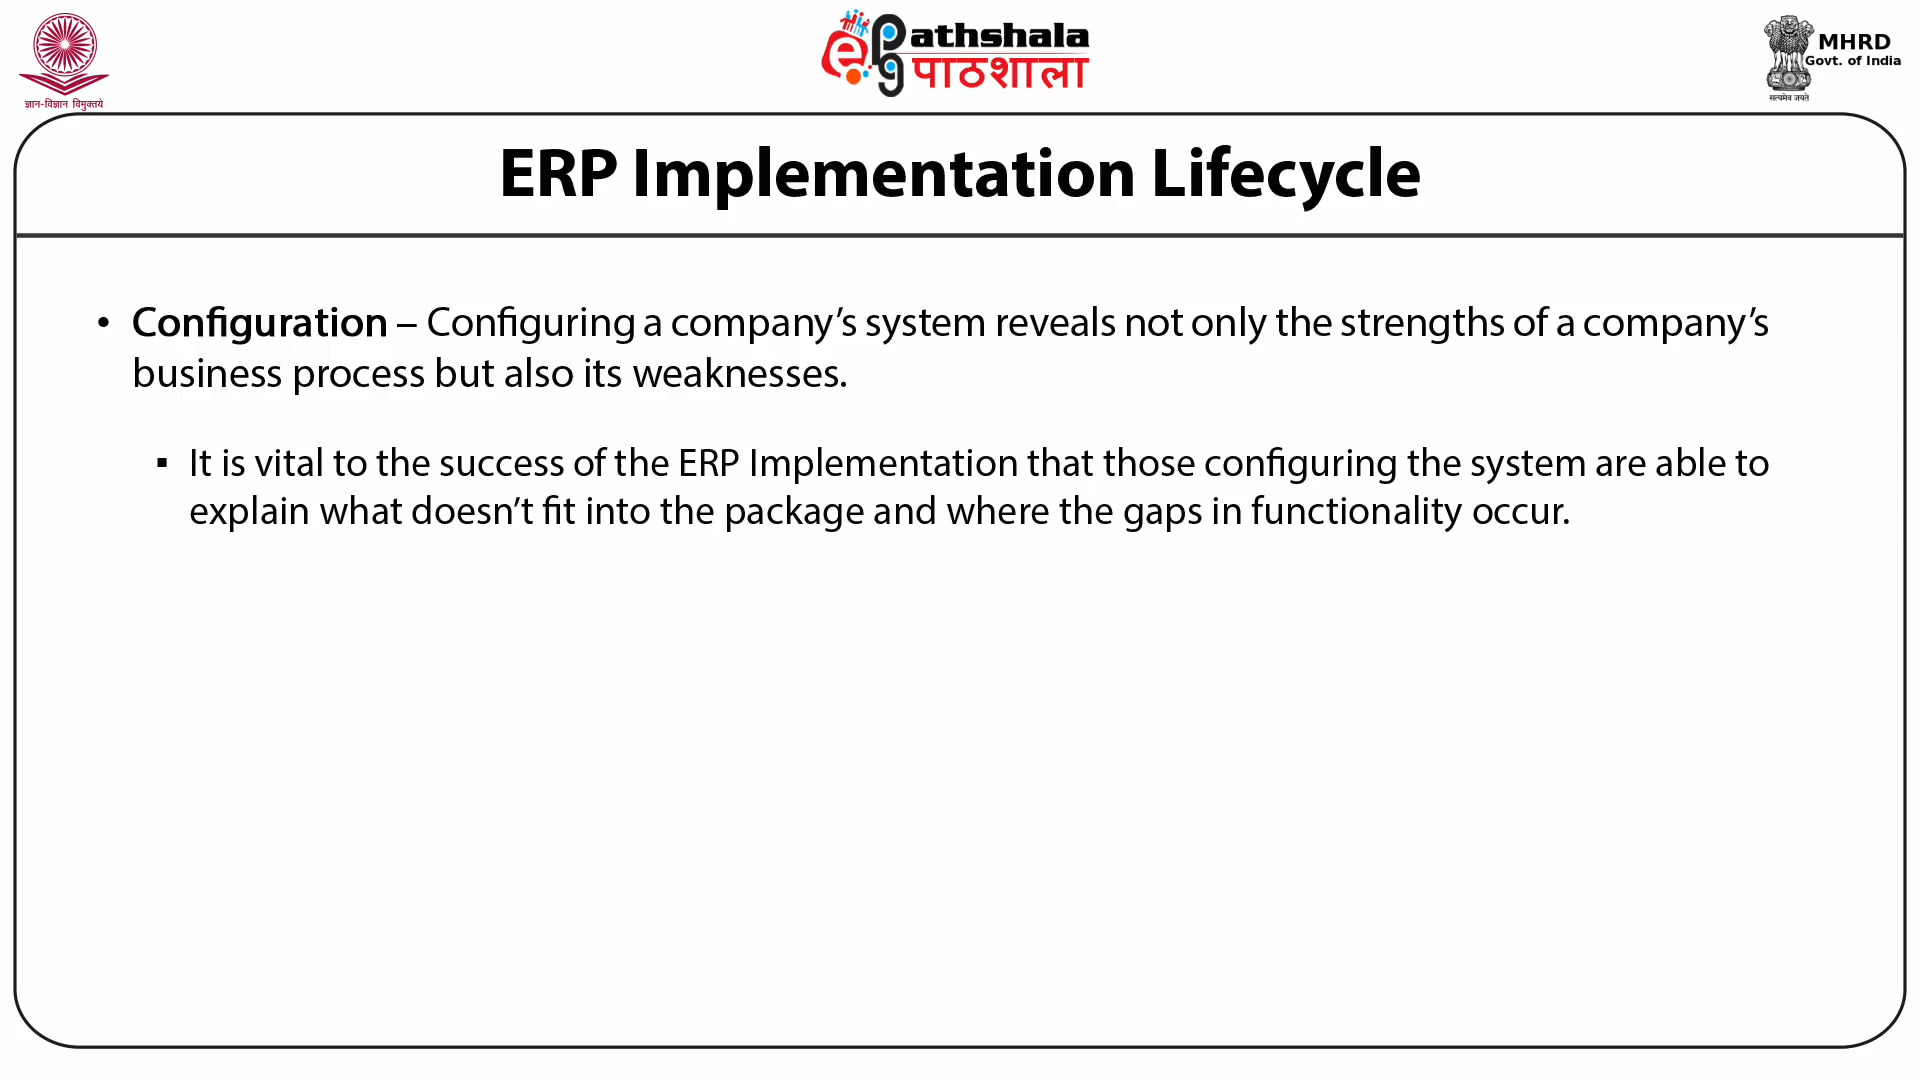 ज्ञान-विज्ञान विमुक्तये
ePathshala
पाठशाला
MHRD
Govt. of India
सत्यमेव जयते
ERP Implementation Lifecycle
• Configuration – Configuring a company’s system reveals not only the strengths of a company’s
business process but also its weaknesses.
▪ It is vital to the success of the ERP Implementation that those configuring the system are able to
explain what doesn’t fit into the package and where the gaps in functionality occur.